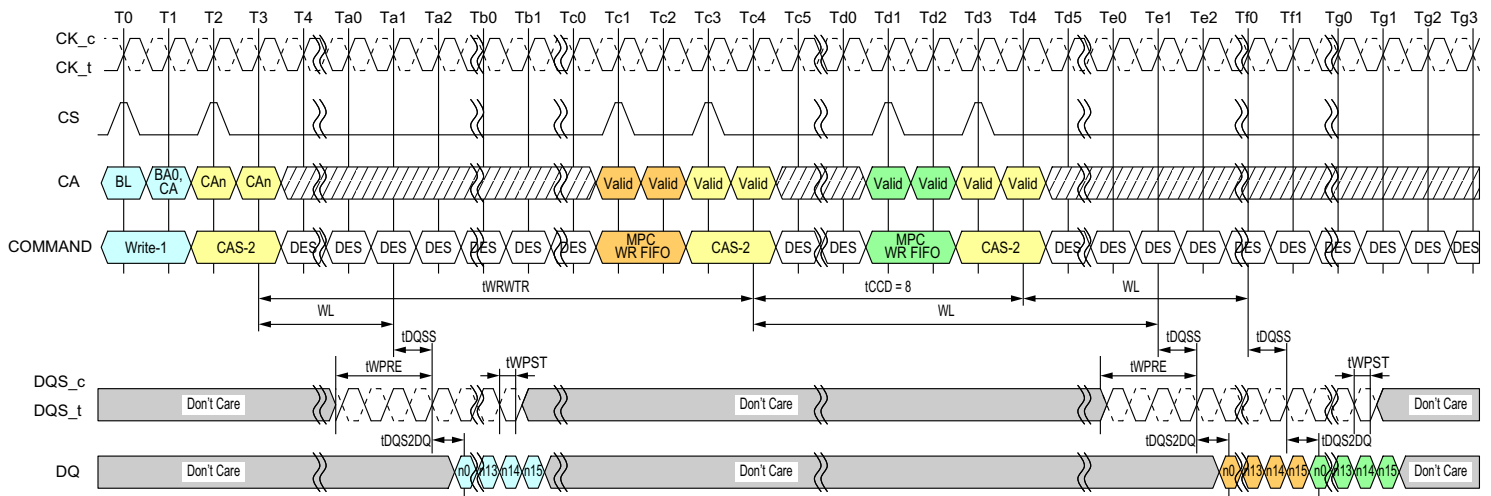 T0 T1 T2 T3 T4 Ta0 Ta1 Ta2 Tb0 Tb1 Tc0 Tc1 Tc2 Tc3 Tc4 Tc5 Td0 Td1 Td2 Td3 Td4 Td5 Te0 Te1 Te2 Tf0 Tf1 Tg0 Tg1 Tg2 Tg3
CK_c
CK_t
CS
CA BL BA0, CA CAn CAn Valid Valid Valid Valid Valid Valid Valid Valid
COMMAND Write-1 CAS-2 DES DES DES DES DES DES DES MPC WR FIFO CAS-2 DES DES MPC WR FIFO CAS-2 DES DES DES DES DES DES DES DES DES DES
tWRWTR tCCD = 8 WL
WL WL
tDQSS tDQSS tDQSS
tWPRE tWPST tWPRE tWPST
DQS_c
DQS_t Don't Care Don't Care Don't Care
tDQS2DQ tDQS2DQ tDQS2DQ
DQ Don't Care n0 n13 n14 n15 Don't Care n0 n13 n14 n15 n0 n13 n14 n15 Don't Care